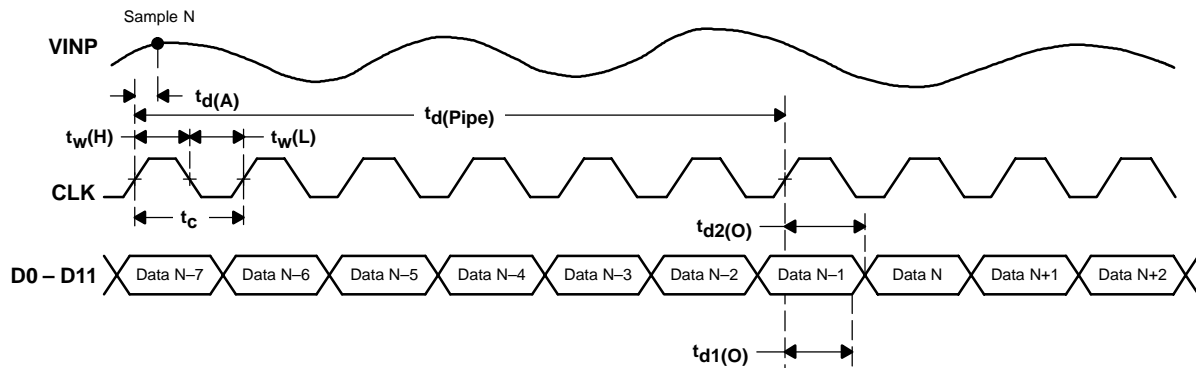 Sample N
VINP
td(A)
td(Pipe)
tw(H)
tw(L)
CLK
tc
td2(O)
D0 – D11
Data N–7
Data N–6
Data N–5
Data N–4
Data N–3
Data N–2
Data N–1
Data N
Data N+1
Data N+2
td1(O)